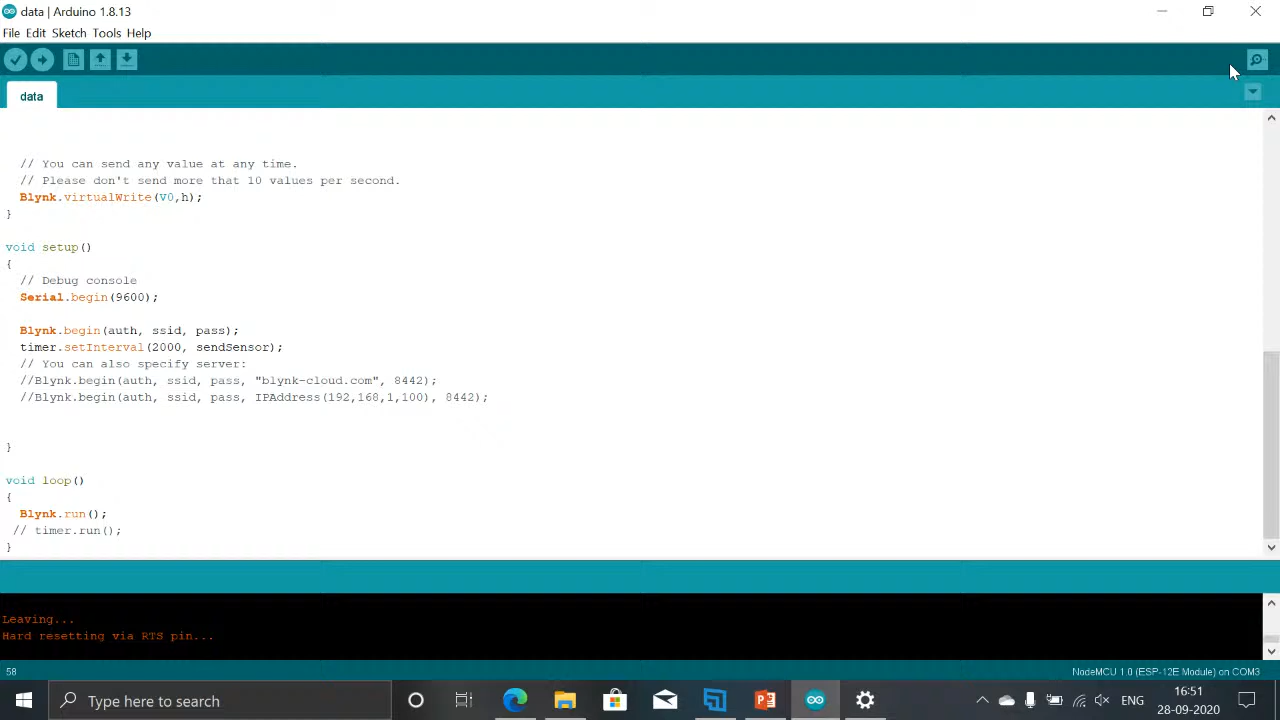 data | Arduino 1.8.13
File Edit Sketch Tools Help
data
// You can send any value at any time.
// Please don't send more that 10 values per second.
Blynk.virtualWrite(V0,h);
}
void setup()
{
// Debug console
Serial.begin(9600);
Blynk.begin(auth, ssid, pass);
timer.setInterval(2000, sendSensor);
// You can also specify server:
//Blynk.begin(auth, ssid, pass, "blynk-cloud.com", 8442);
//Blynk.begin(auth, ssid, pass, IPAddress(192,168,1,100), 8442);
}
void loop()
{
Blynk.run();
// timer.run();
}
Leaving...
Hard resetting via RTS pin...
58
NodeMCU 1.0 (ESP-12E Module) on COM3
Type here to search
ENG
16:51
28-09-2020